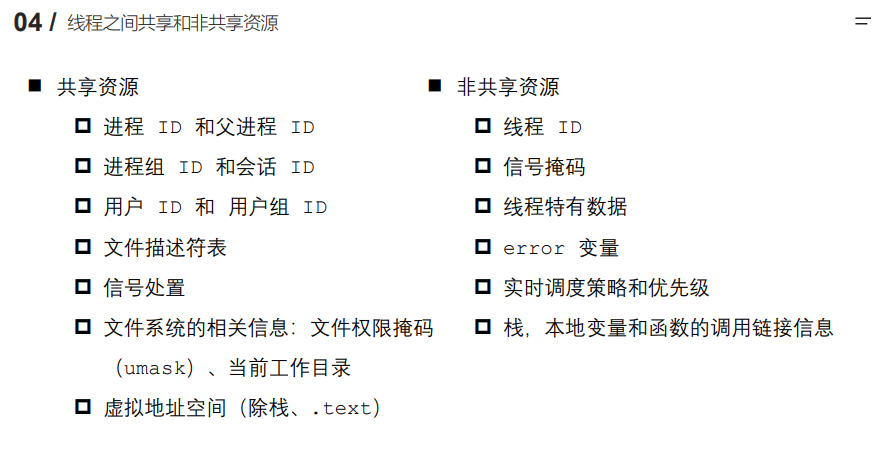 04 / 线程之间共享和非共享资源
共享资源
进程 ID 和父进程 ID
进程组 ID 和会话 ID
用户 ID 和 用户组 ID
文件描述符表
信号处置
文件系统的相关信息：文件权限掩码
（umask）、当前工作目录
虚拟地址空间（除栈、.text）
非共享资源
线程 ID
信号掩码
线程特有数据
error 变量
实时调度策略和优先级
栈，本地变量和函数的调用链接信息